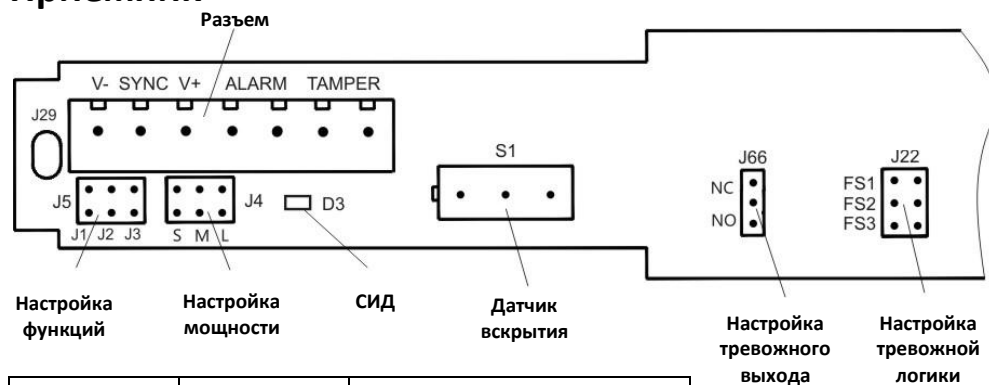 Разъем
V- SYNC V+ ALARM TAMPER
J29
S1
J66
J22
NC
NO
FS1
FS2
FS3
J5
J4
D3
J1 J2 J3
S M L
Настройка
функций
Настройка
мощности
СИД
Датчик
вскрытия
Настройка
тревожного
выхода
Настройка
тревожной
логики